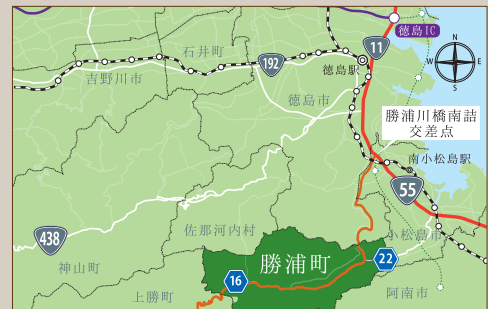 徳島IC
石井町
11
N
W E
S
192
徳島駅
吉野川市
徳島市
勝浦川橋南詰
交差点
南小松島駅
55
佐那河内村
438
小松島市
勝浦町
22
神山町
16
上勝町
阿南市